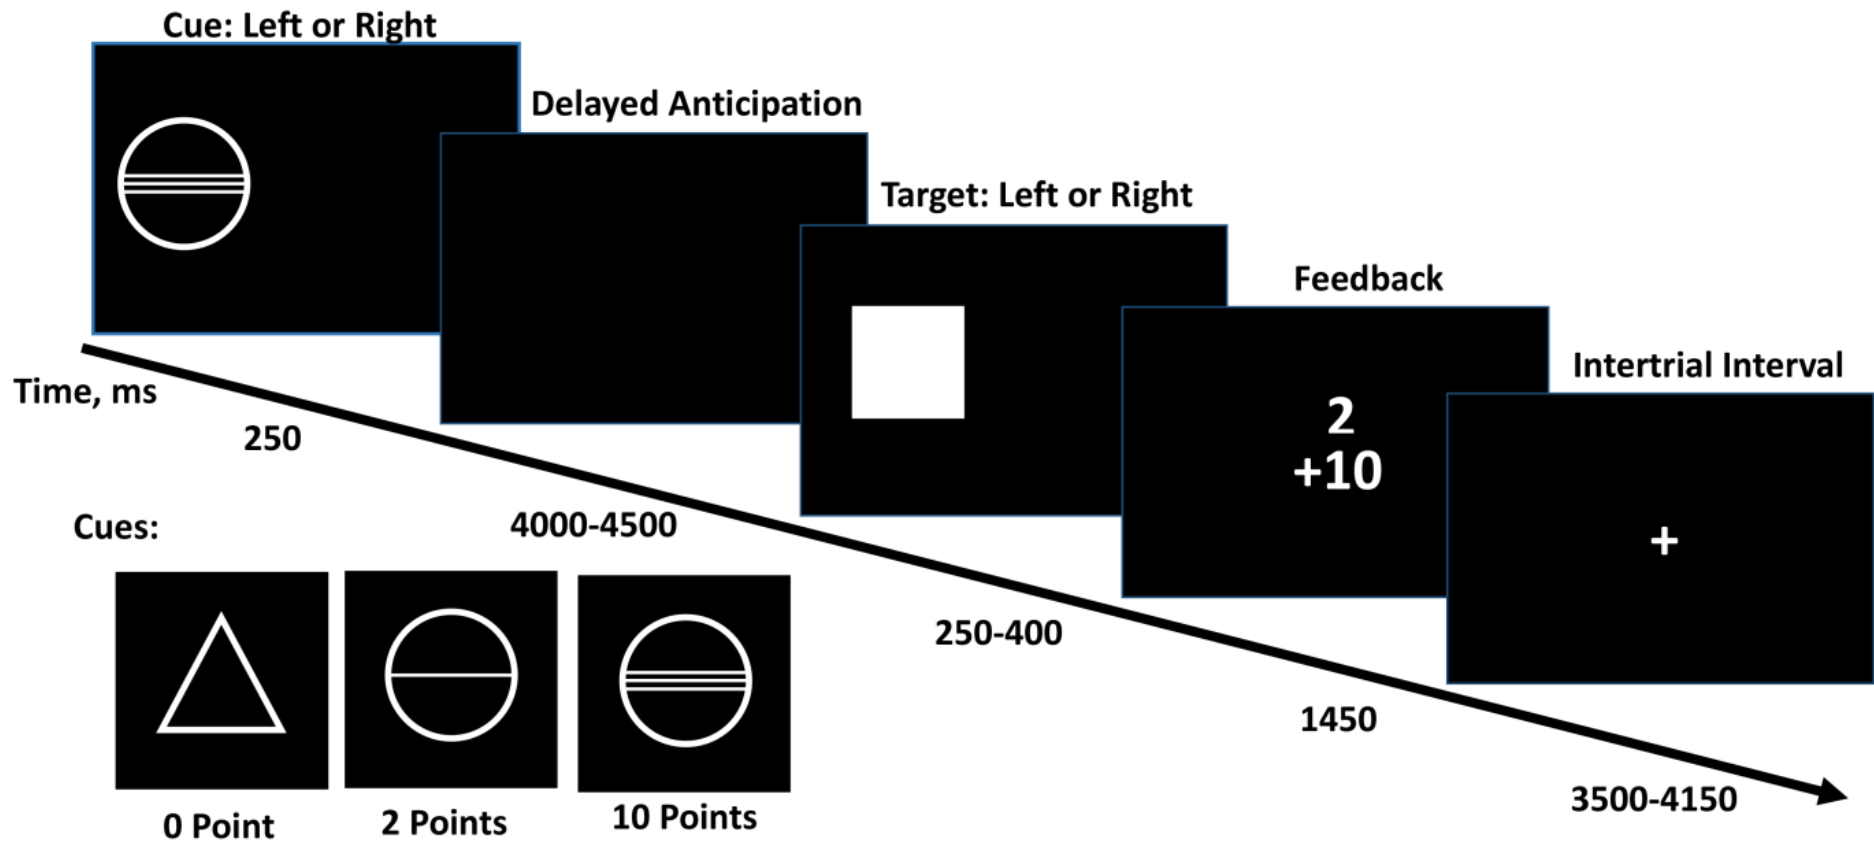 Cue: Left or Right
Delayed Anticipation
Target: Left or Right
Feedback
2
+10
Intertrial Interval
+
Time, ms
250
4000-4500
250-400
1450
3500-4150
Cues:
0 Point
2 Points
10 Points